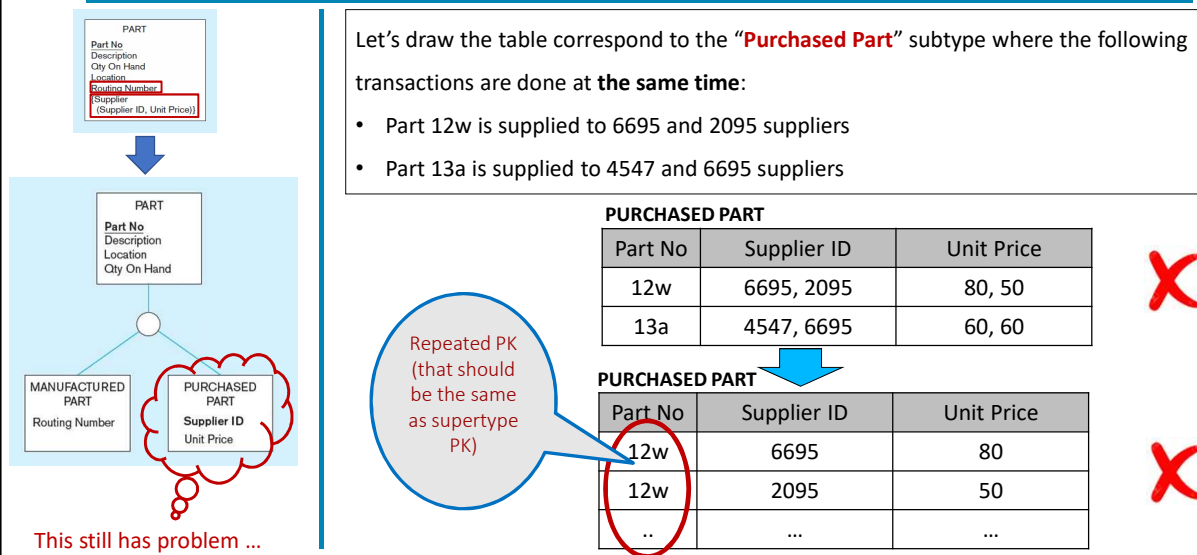 PART
Part No
Description
Qty On Hand
Location
Routing Number
{Supplier
(Supplier ID, Unit Price)}
PART
Part No
Description
Location
Qty On Hand
MANUFACTURED
PART
Routing Number
PURCHASED
PART
Supplier ID
Unit Price
This still has problem ...
Let's draw the table correspond to the “Purchased Part” subtype where the following
transactions are done at the same time:
• Part 12w is supplied to 6695 and 2095 suppliers
• Part 13a is supplied to 4547 and 6695 suppliers
PURCHASED PART
Part No Supplier ID Unit Price
12w 6695, 2095 80, 50
13a 4547, 6695 60, 60
Repeated PK
(that should
be the same
as supertype
PK)
PURCHASED PART
Part No Supplier ID Unit Price
12w 6695 80
12w 2095 50
.. ... ...